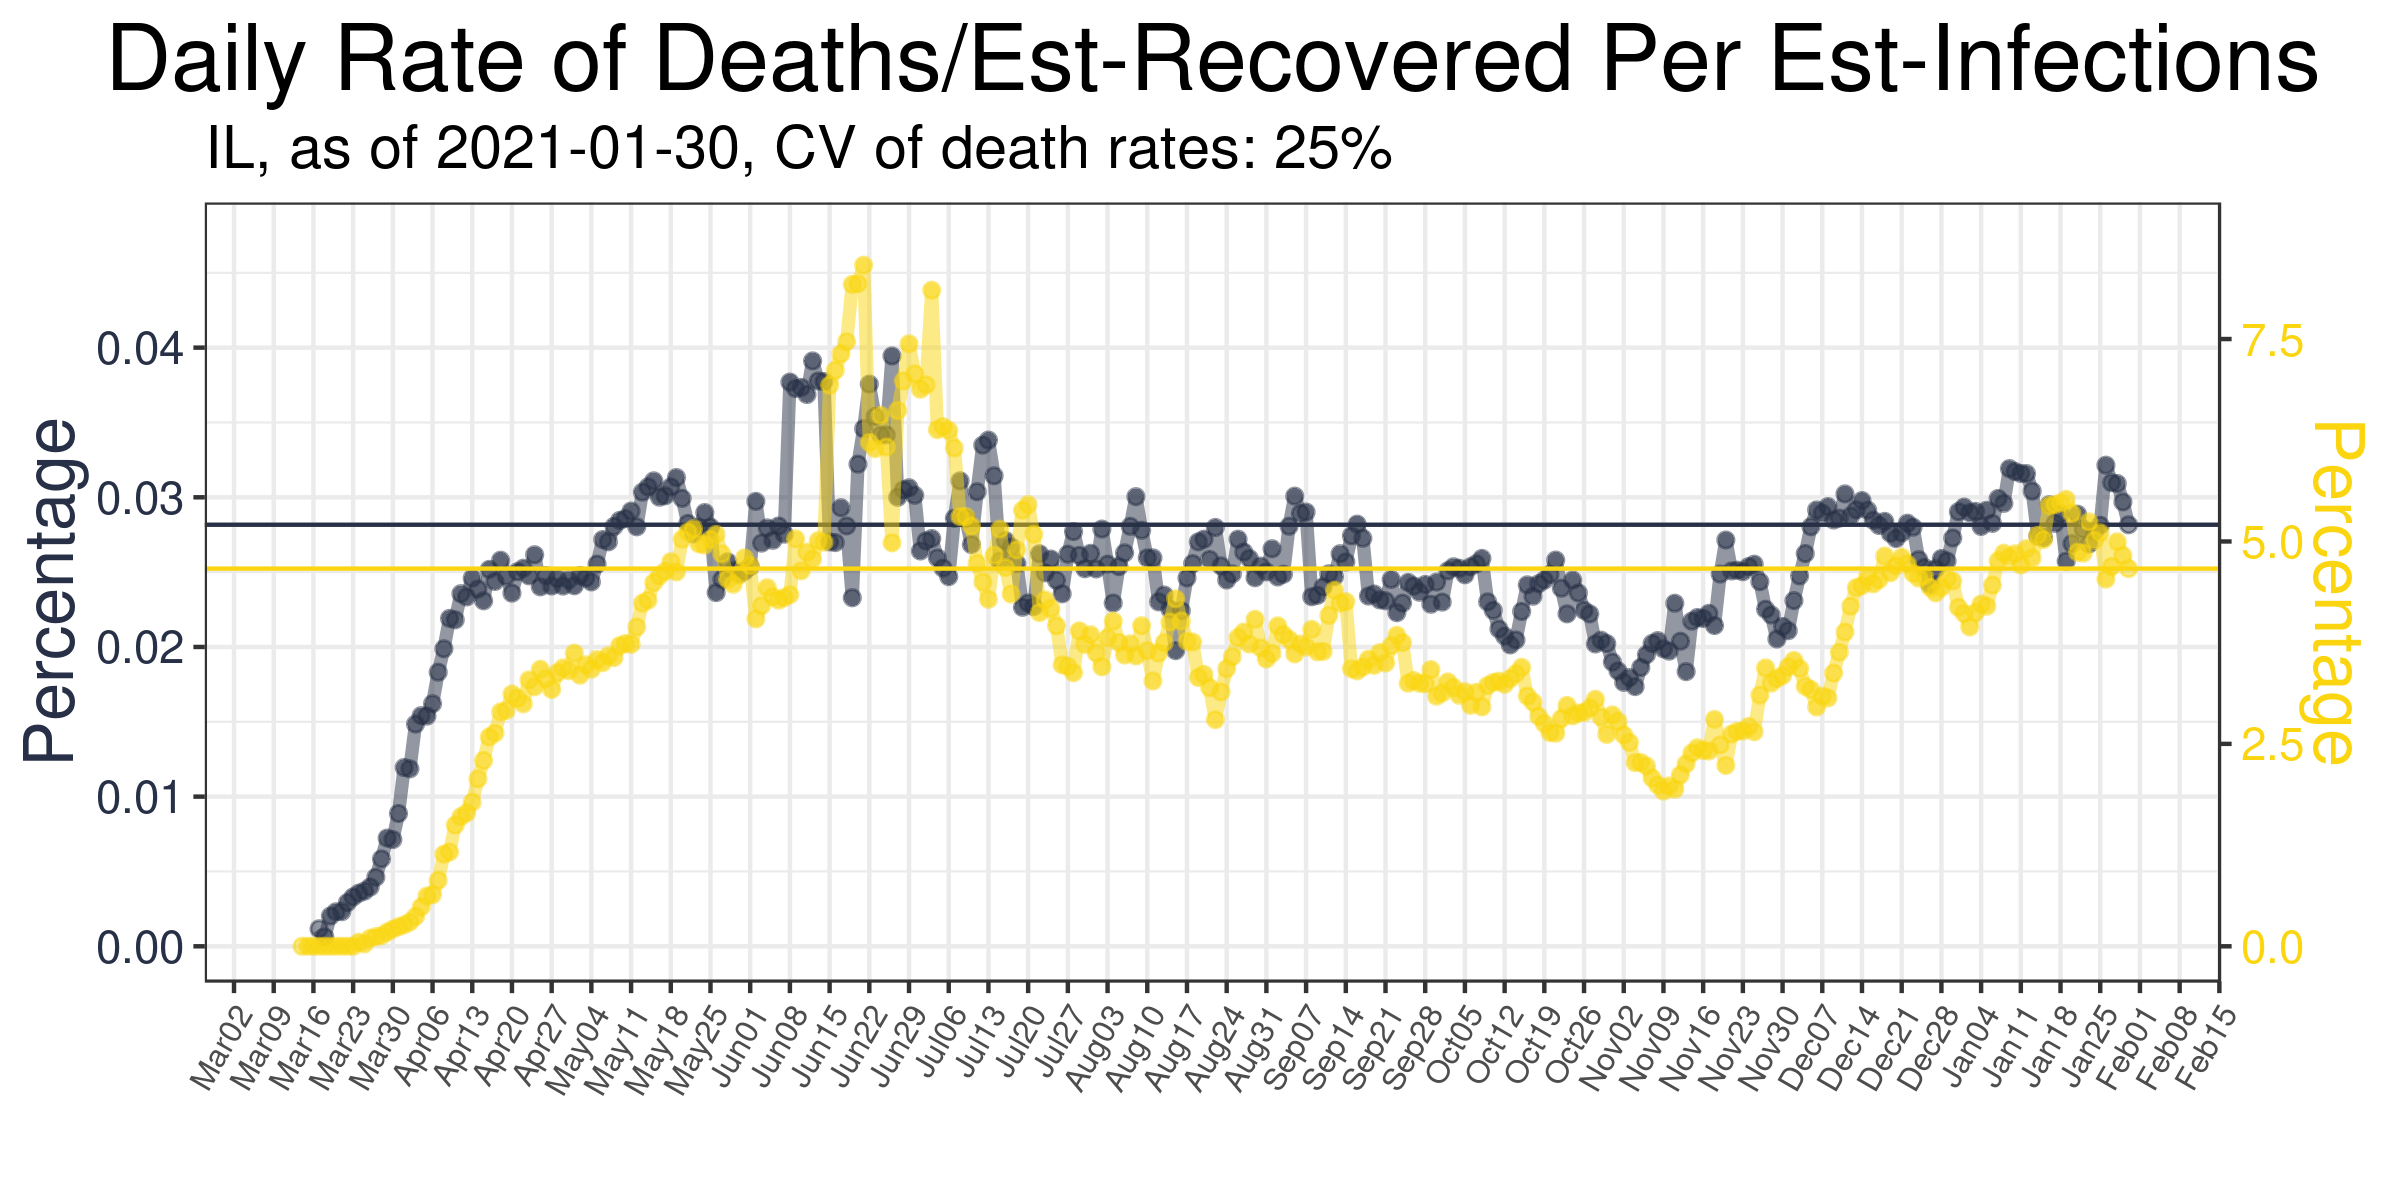 Daily Rate of Deaths/Est-Recovered Per Est-Infections
IL, as of 2021-01-30, CV of death rates: 25%
Percentage
0.04
0.03
0.02
0.01
0.00
7.5
5.0
2.5
0.0
Percentage
Mar02 Mar09 Mar16 Mar23 Mar30 Apr06 Apr13 Apr20 Apr27 May04 May11 May18 May25 Jun01 Jun08 Jun15 Jun22 Jun29 Jul06 Jul13 Jul20 Jul27 Aug03 Aug10 Aug17 Aug24 Aug31 Sep07 Sep14 Sep21 Sep28 Oct05 Oct12 Oct19 Oct26 Nov02 Nov09 Nov16 Nov23 Nov30 Dec07 Dec14 Dec21 Dec28 Jan04 Jan11 Jan18 Jan25 Feb01 Feb08 Feb15